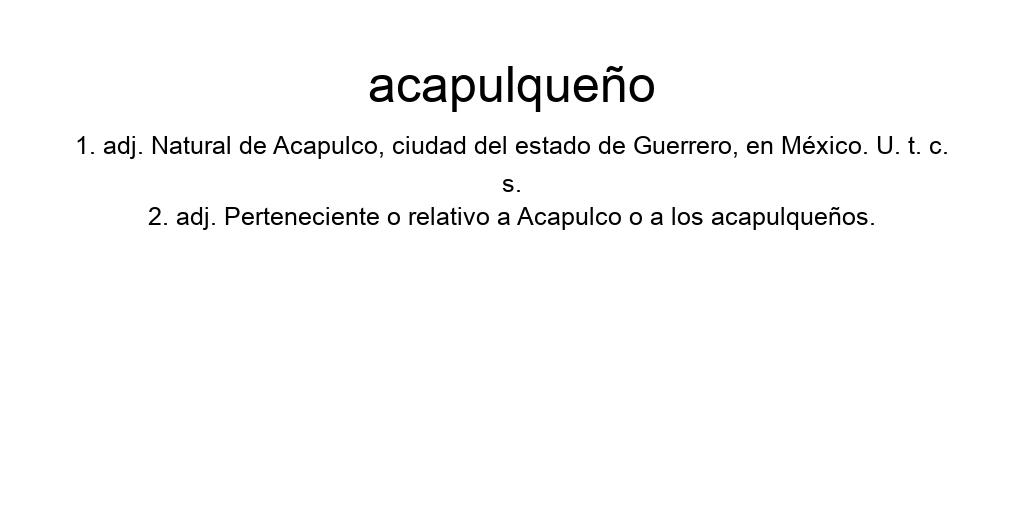 acapulqueño
1. adj. Natural de Acapulco, ciudad del estado de Guerrero, en México. U. t. c.
s.
2. adj. Perteneciente o relativo a Acapulco o a los acapulqueños.